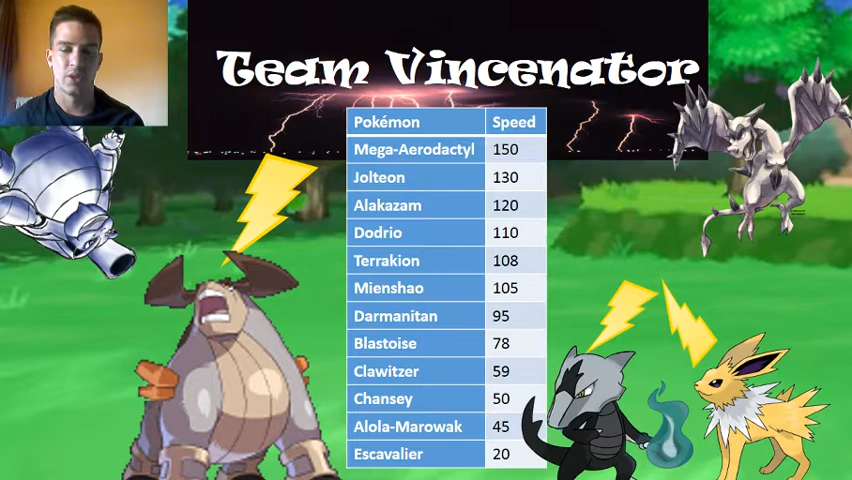 Team Vincenator
Pokémon Speed
Mega-Aerodactyl 150
Jolteon 130
Alakazam 120
Dodrio 110
Terrakion 108
Mienshao 105
Darmanitan 95
Blastoise 78
Clawitzer 59
Chansey 50
Alola-Marowak 45
Escavalier 20